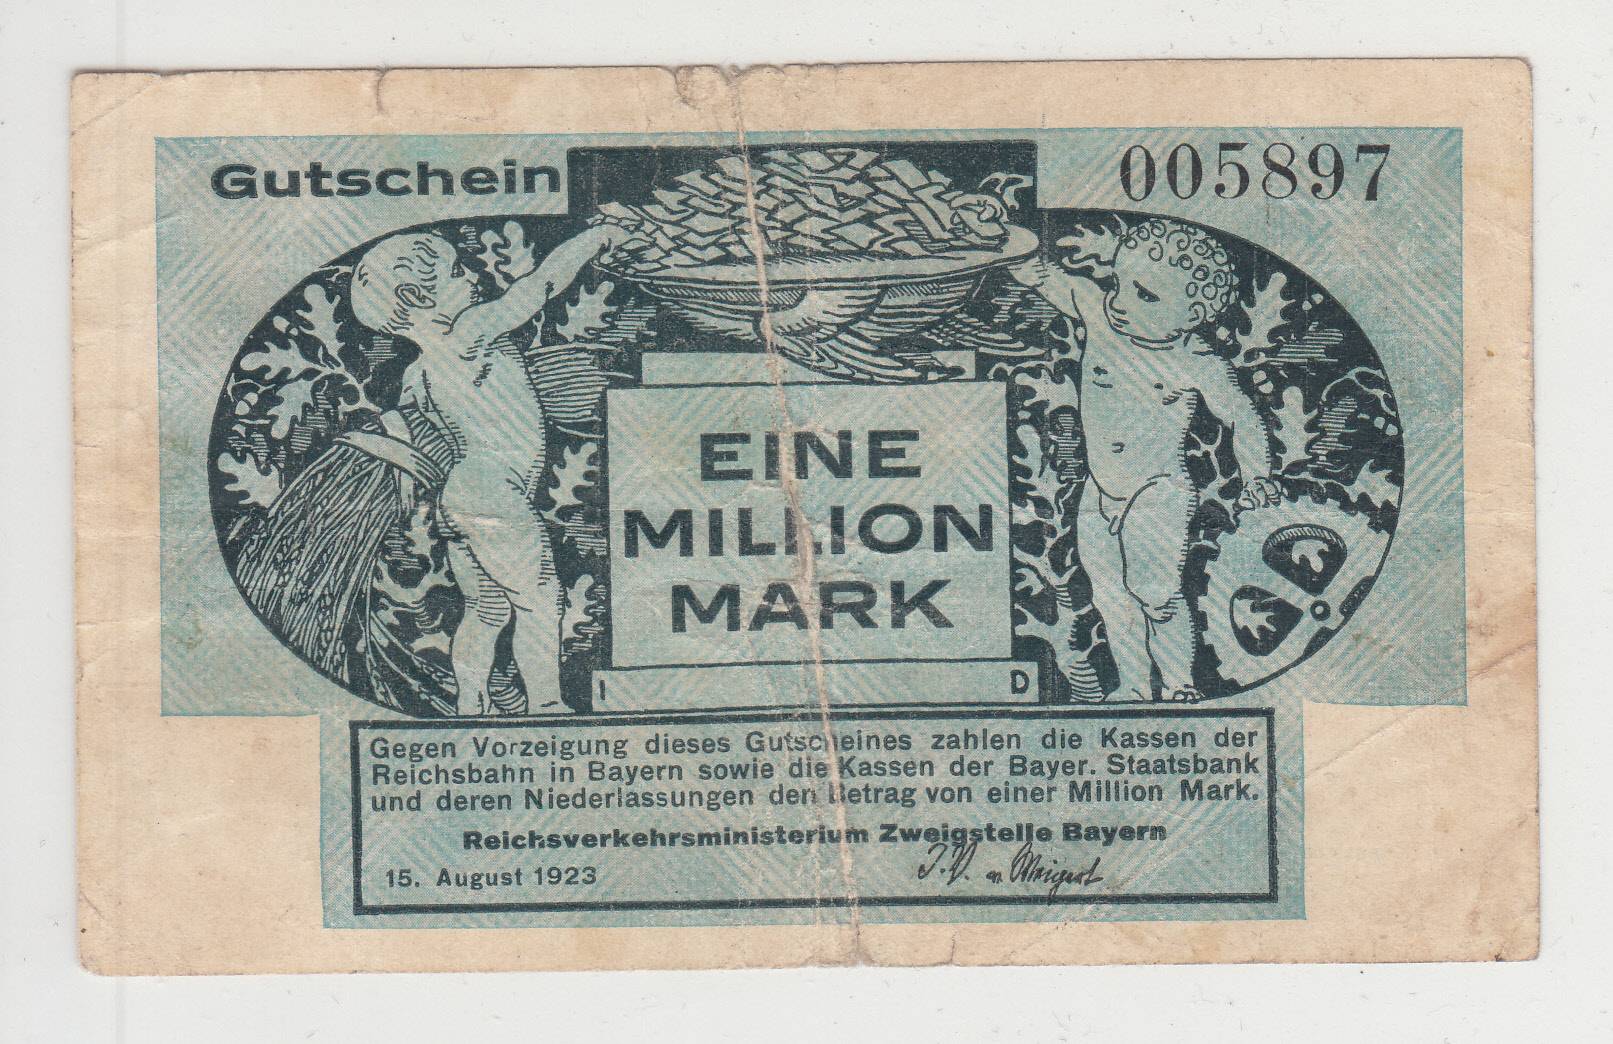 Gutschein
005897
EINE
MILLION
MARK
I D
Gegen Vorzeigung dieses Gutscheines zahlen die Kassen der
Reichsbahn in Bayern sowie die Kassen der Bayer. Staatsbank
und deren Niederlassungen den Betrag von einer Million Mark.
Reichsverkehrsministerium Zweigstelle Bayern
15. August 1923
J.V.